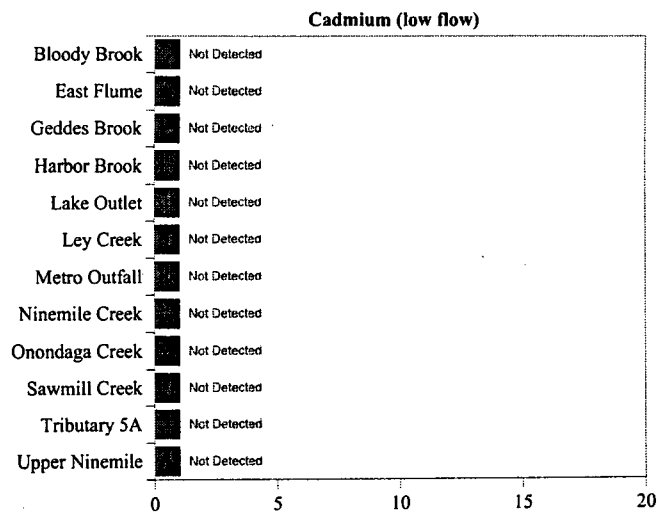 Cadmium (low flow)
Bloody Brook Not Detected
East Flume Not Detected
Geddes Brook Not Detected
Harbor Brook Not Detected
Lake Outlet Not Detected
Ley Creek Not Detected
Metro Outfall Not Detected
Ninemile Creek Not Detected
Onondaga Creek Not Detected
Sawmill Creek Not Detected
Tributary 5A Not Detected
Upper Ninemile Not Detected
0 5 10 15 20